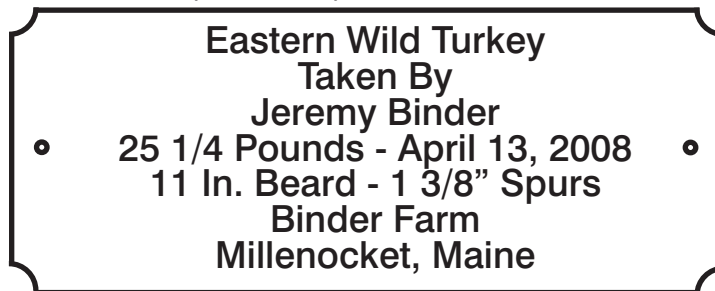 Eastern Wild Turkey
Taken By
Jeremy Binder
25 1/4 Pounds - April 13, 2008
11 In. Beard - 1 3/8” Spurs
Binder Farm
Millenocket, Maine